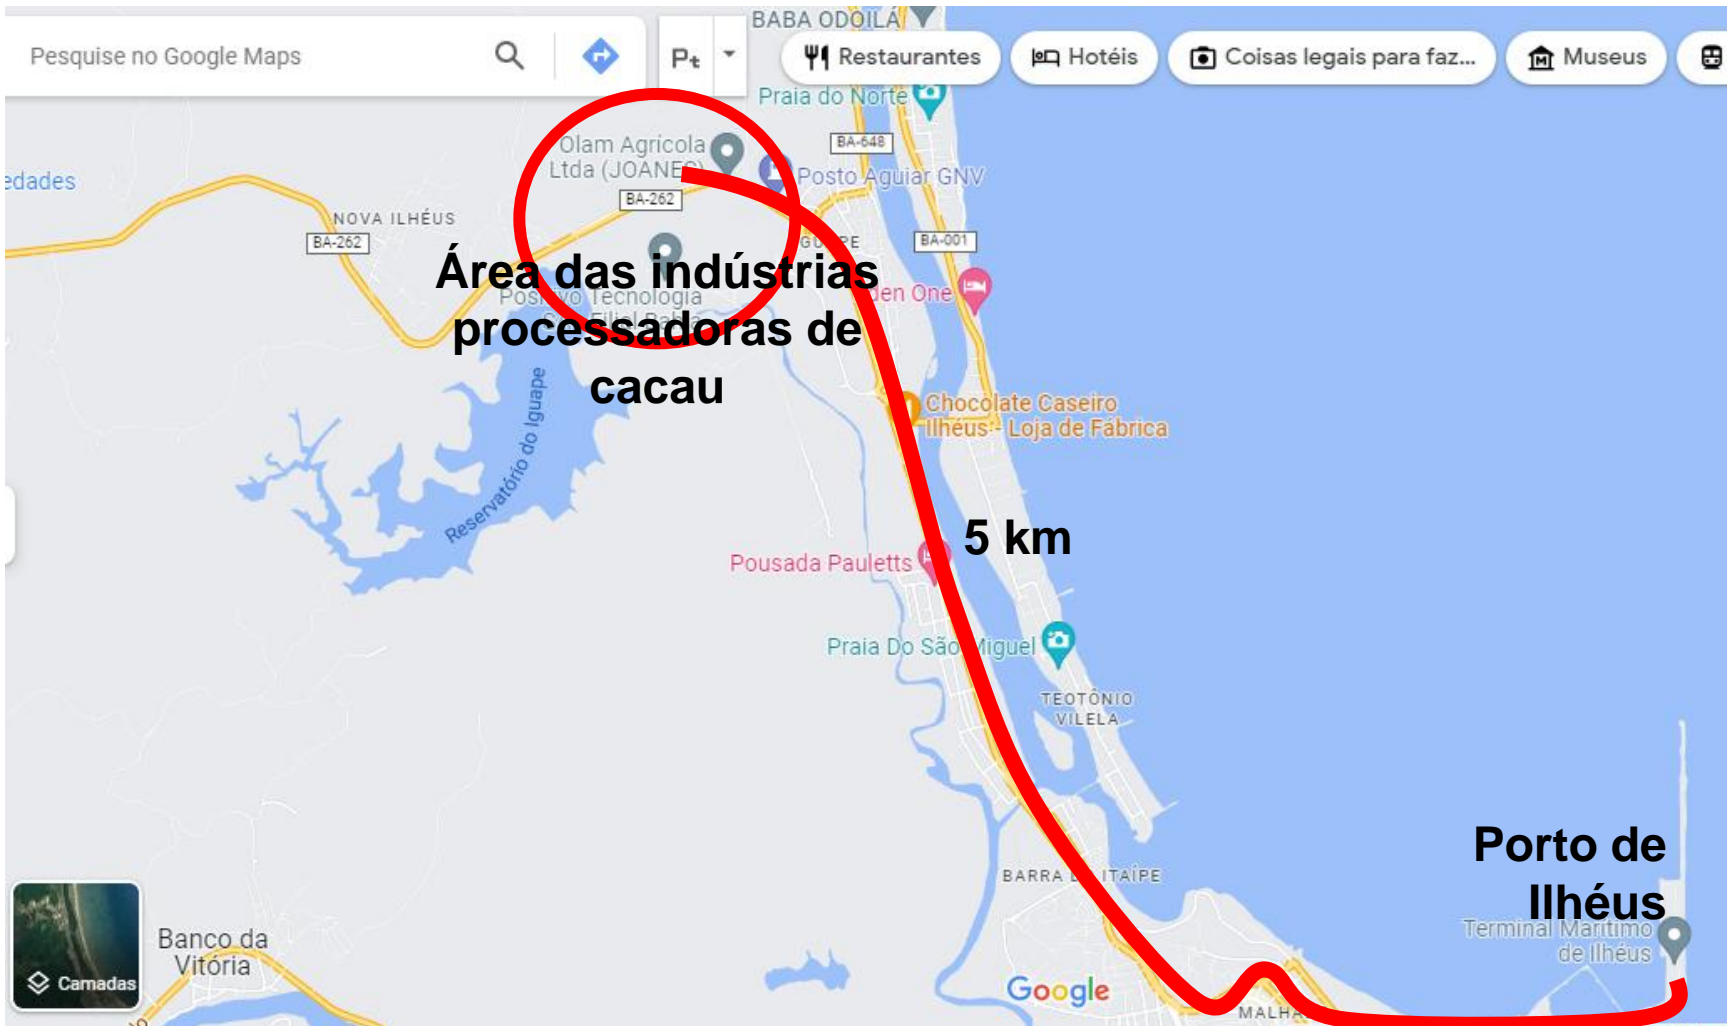 BABA ODOILÁ
Pesquise no Google Maps
Restaurantes
Hotéis
Coisas legais para faz...
Museus
Praia do Norte
Olam Agrícola
Ltda (JOANES)
BA-648
edades
Posto Aguiar GNV
BA-262
NOVA ILHÉUS
BA-262
BA-001
Área das indústrias
processadoras de
cacau
Positivo Tecnologia
den One
Reservatório do Iguape
Chocolate Caseiro
Ilhéus - Loja de Fábrica
5 km
Pousada Pauletts
Praia Do São Miguel
TEOTÔNIO
VILELA
Porto de
Ilhéus
BARRA ITAÍPE
Terminal Marítimo
de Ilhéus
Banco da
Vitória
Camadas
Google
MALHA